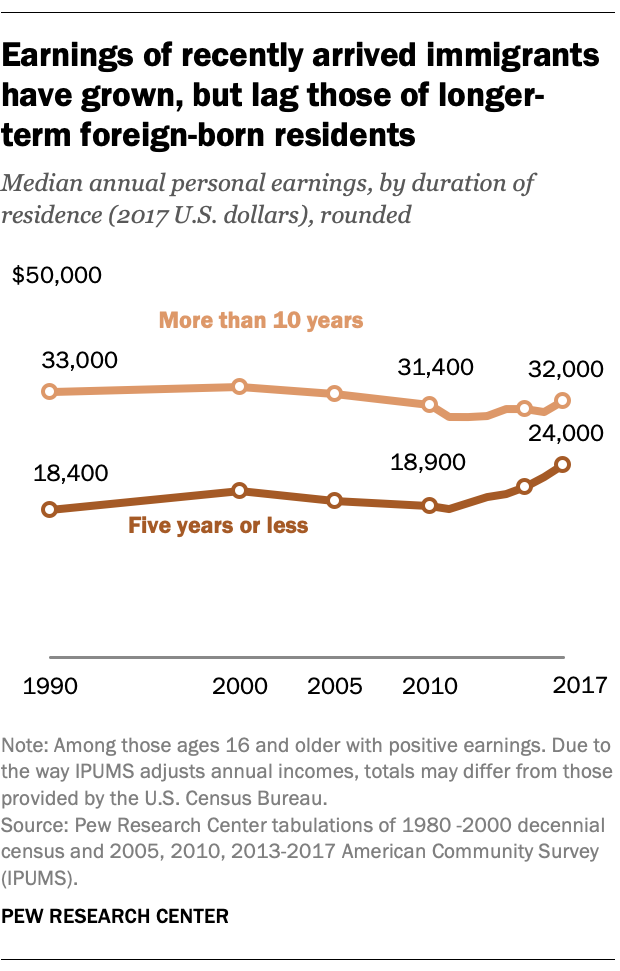 Earnings of recently arrived immigrants
have grown, but lag those of longer-
term foreign-born residents
Median annual personal earnings, by duration of
residence (2017 U.S. dollars), rounded
$50,000
More than 10 years
33,000
31,400
32,000
24,000
18,400
18,900
Five years or less
1990
2000
2005
2010
2017
Note: Among those ages 16 and older with positive earnings. Due to
the way IPUMS adjusts annual incomes, totals may differ from those
provided by the U.S. Census Bureau.
Source: Pew Research Center tabulations of 1980 -2000 decennial
census and 2005, 2010, 2013-2017 American Community Survey
(IPUMS).
PEW RESEARCH CENTER